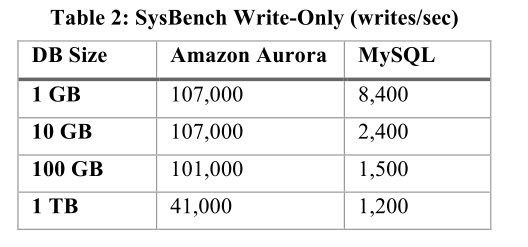 Table 2: SysBench Write-Only (writes/sec)
DB Size Amazon Aurora MySQL
1 GB 107,000 8,400
10 GB 107,000 2,400
100 GB 101,000 1,500
1 TB 41,000 1,200